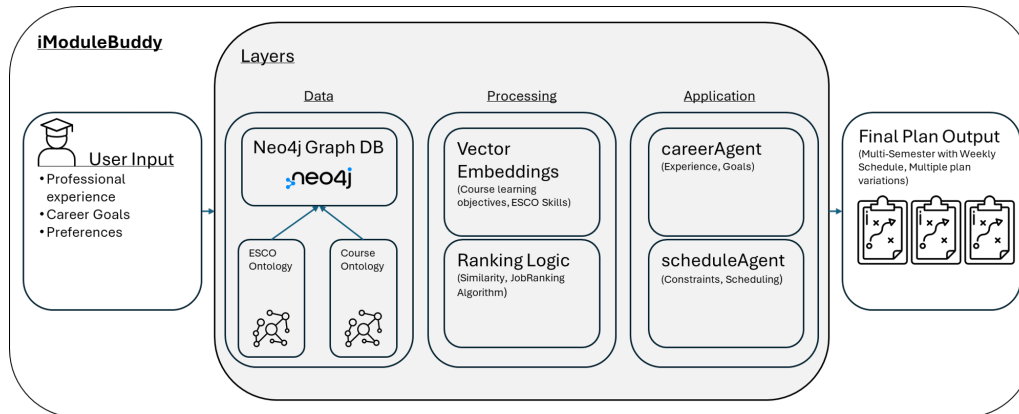 iModuleBuddy
User Input
• Professional
experience
• Career Goals
• Preferences
Layers
Data
Neo4j Graph DB
neo4j
ESCO
Ontology
Course
Ontology
Processing
Vector
Embeddings
(Course learning
objectives, ESCO Skills)
Ranking Logic
(Similarity, JobRanking
Algorithm)
Application
careerAgent
(Experience, Goals)
scheduleAgent
(Constraints, Scheduling)
Final Plan Output
(Multi-Semester with Weekly
Schedule, Multiple plan
variations)